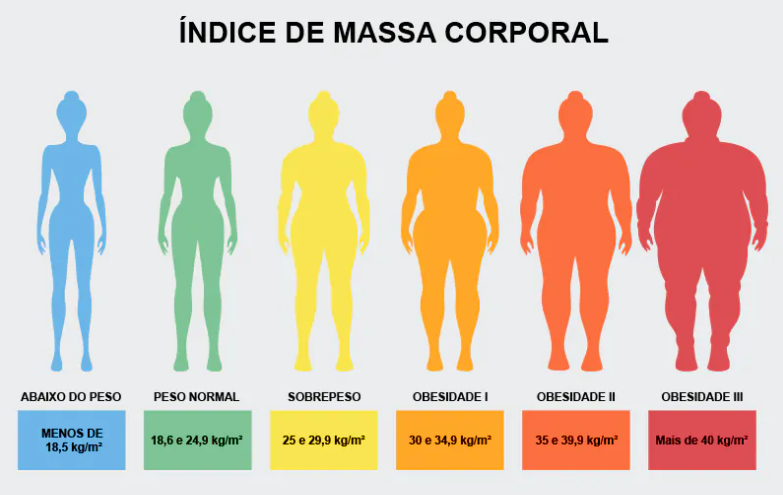 ÍNDICE DE MASSA CORPORAL
ABAIXO DO PESO
PESO NORMAL
SOBREPESO
OBESIDADE I
OBESIDADE II
OBESIDADE III
MENOS DE
18,5 kg/m²
18,6 e 24,9 kg/m²
25 e 29,9 kg/m²
30 e 34,9 kg/m²
35 e 39,9 kg/m²
Mais de 40 kg/m²